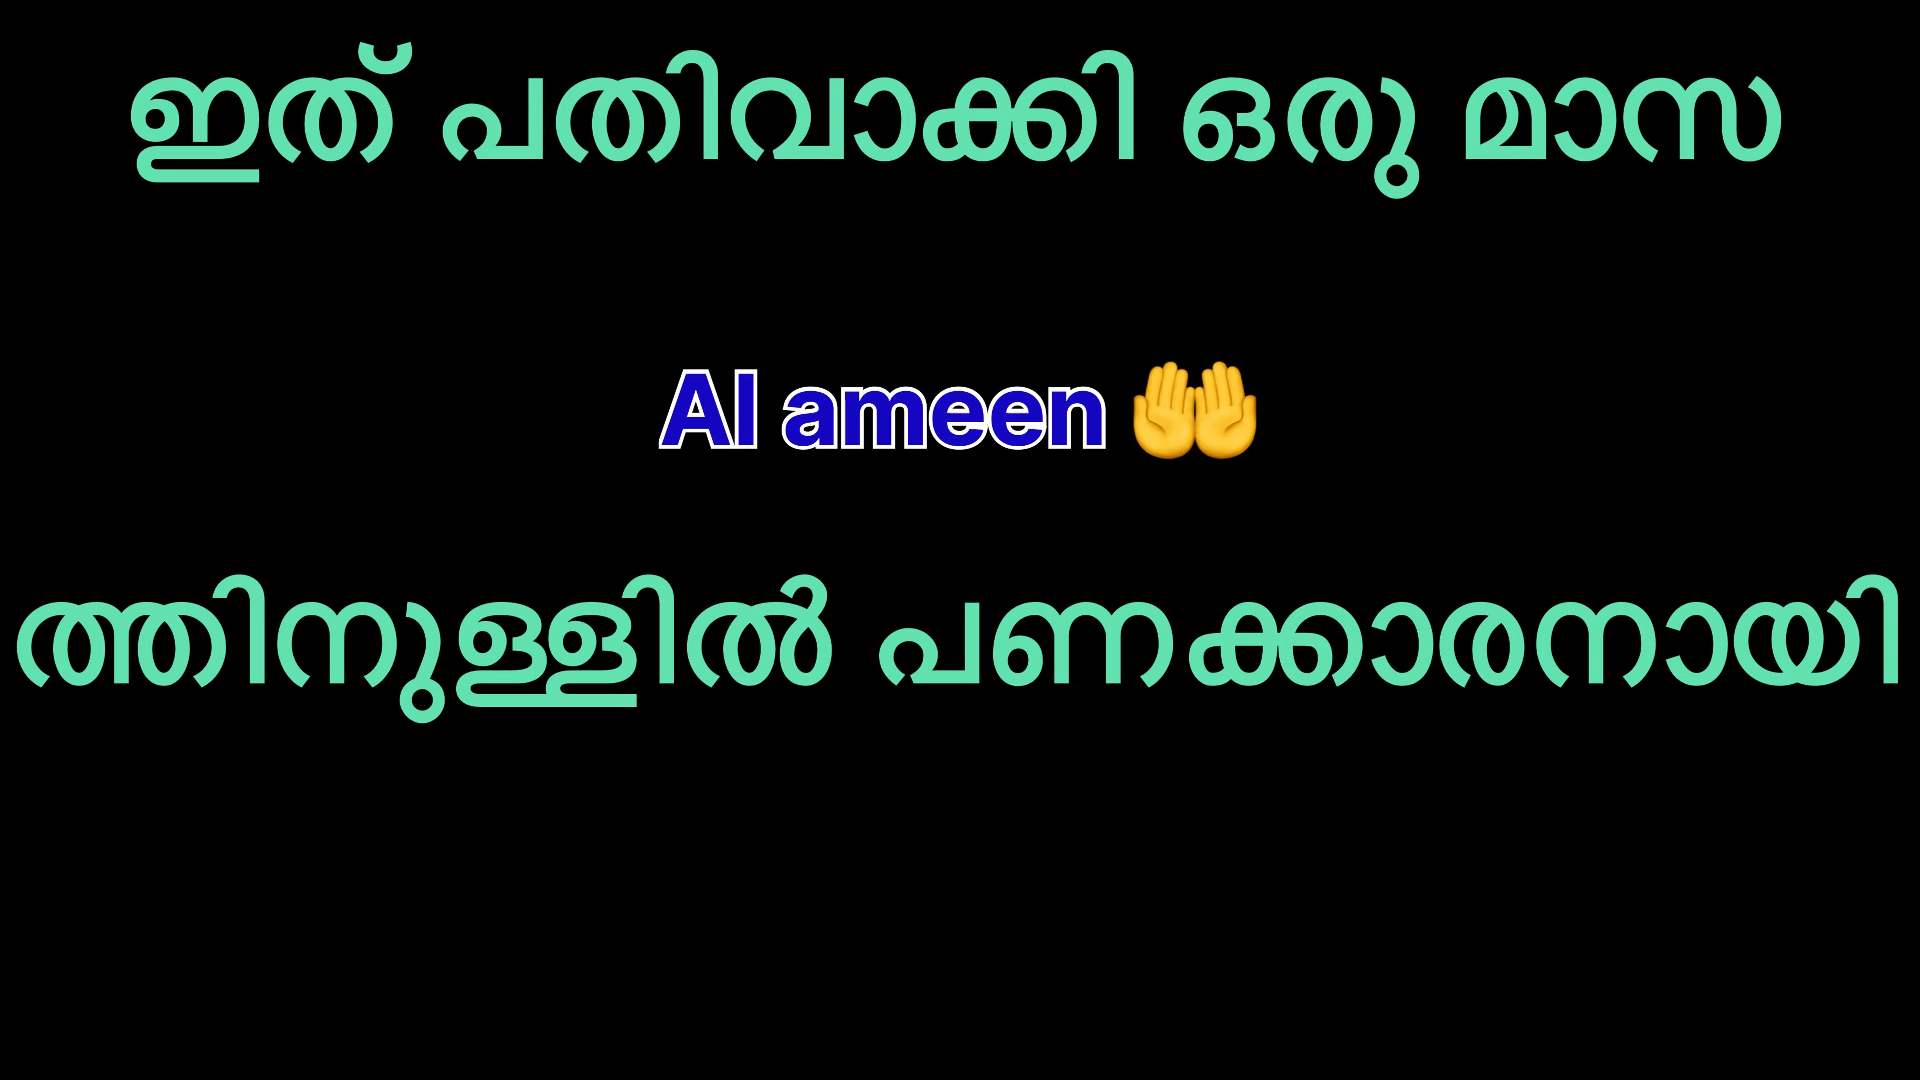 ഇത് പതിവാക്കി ഒരു മാസ
Al ameen 🤲
ത്തിനുള്ളിൽ പണക്കാരനായി